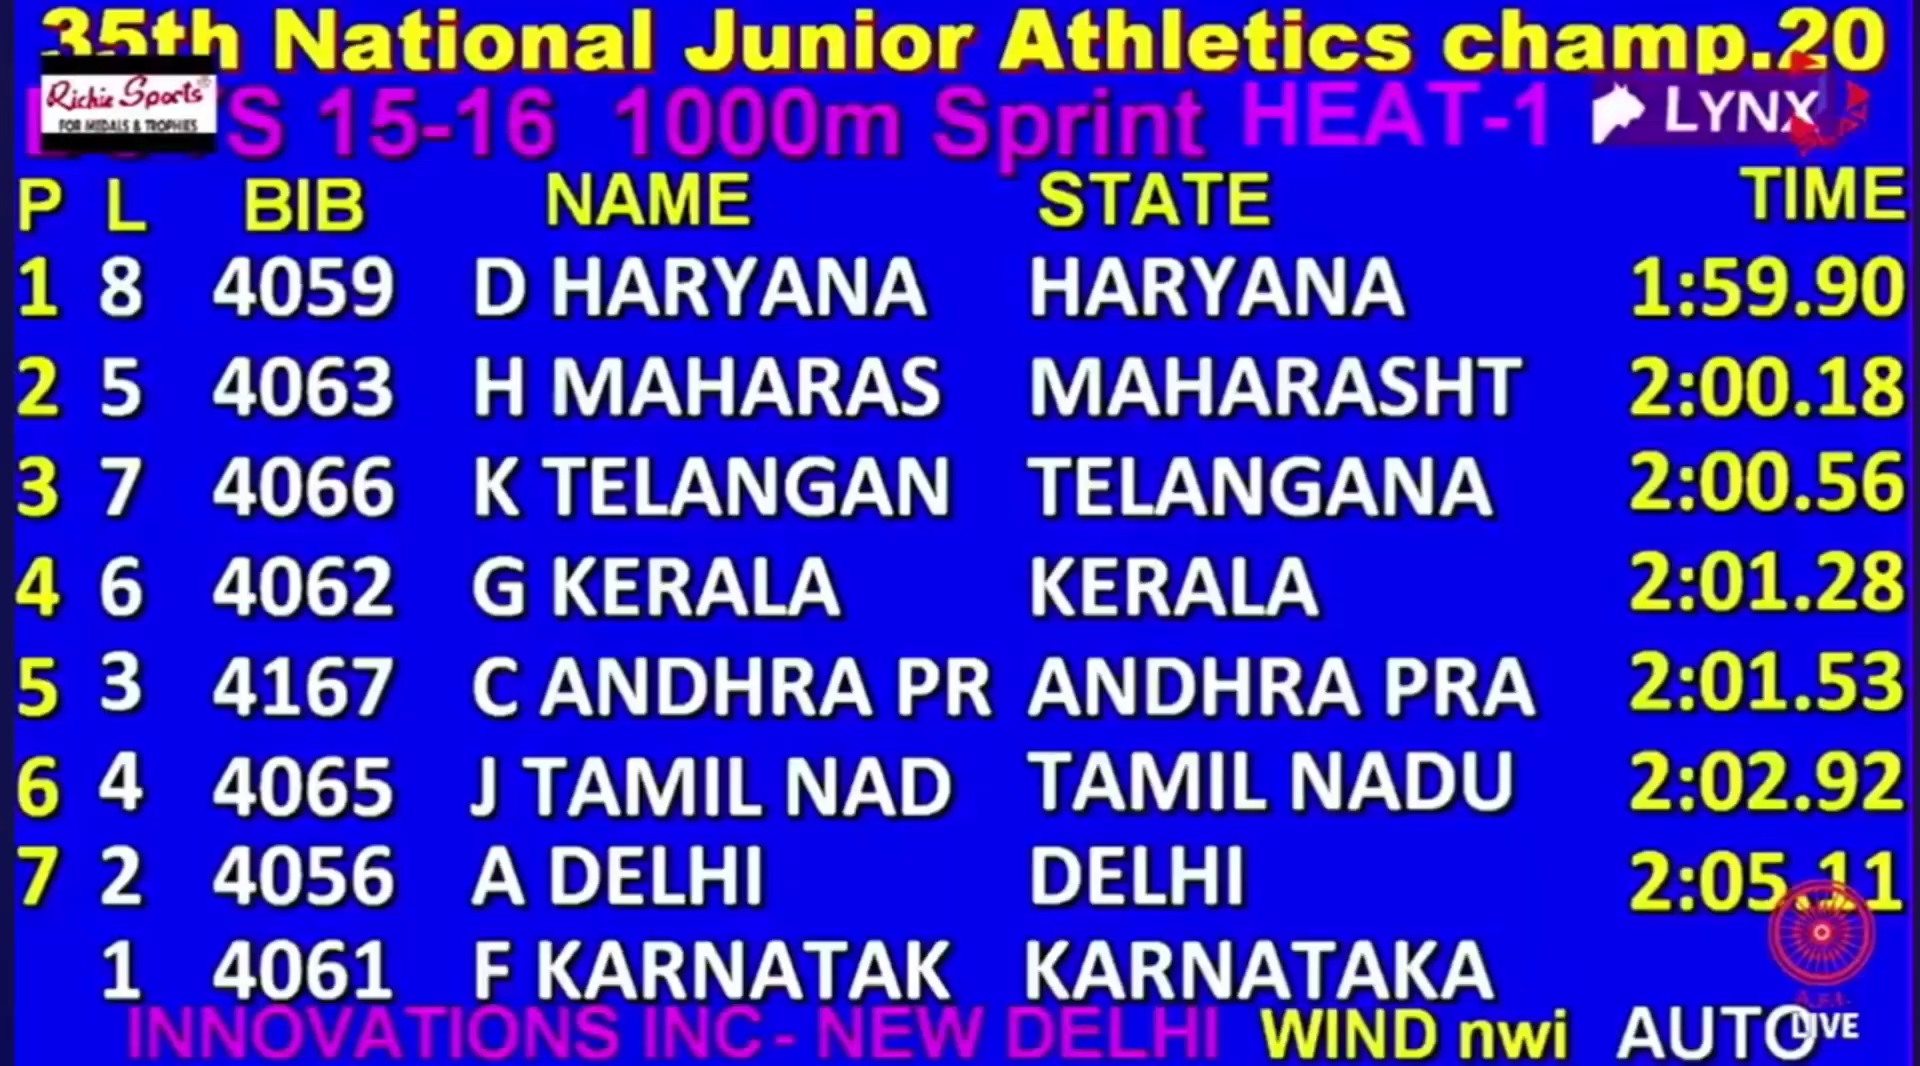 35th National Junior Athletics champ.20
Richie Sports®
FOR MEDALS & TROPHIES
15-16 1000m Sprint HEAT-1
LYNX
P L BIB NAME STATE TIME
1 8 4059 D HARYANA HARYANA 1:59.90
2 5 4063 H MAHARAS MAHARASHT 2:00.18
3 7 4066 K TELANGAN TELANGANA 2:00.56
4 6 4062 G KERALA KERALA 2:01.28
5 3 4167 C ANDHRA PR ANDHRA PRA 2:01.53
6 4 4065 J TAMIL NAD TAMIL NADU 2:02.92
7 2 4056 A DELHI DELHI 2:05.11
1 4061 F KARNATAK KARNATAKA
INNOVATIONS INC- NEW DELHI WIND nwi AUTO
LIVE